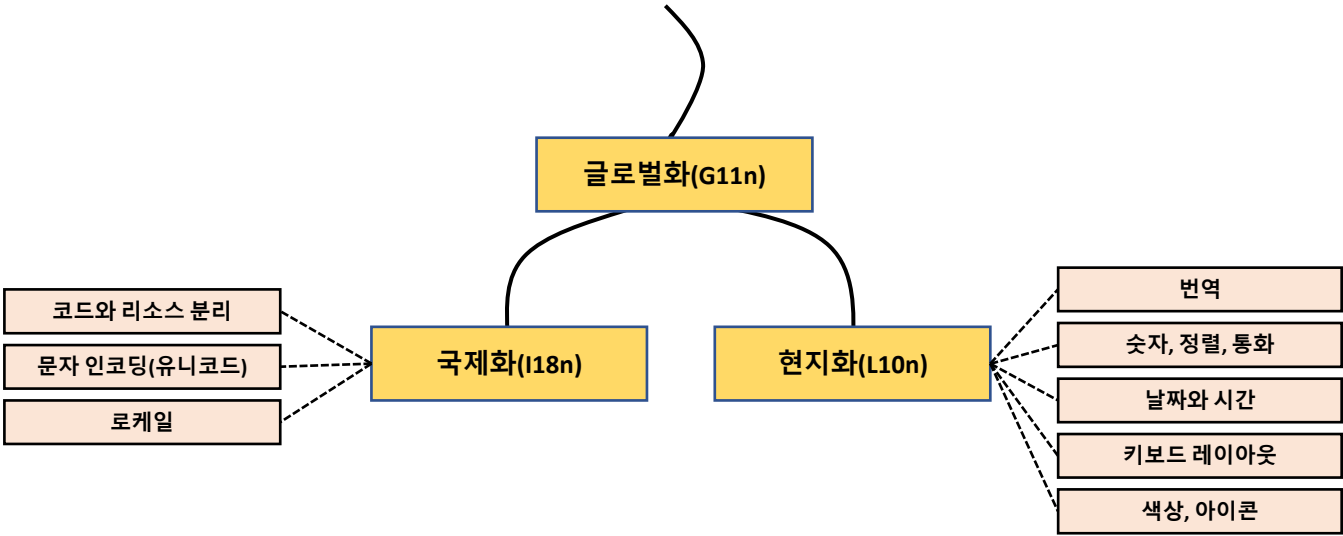 글로벌화(G11n)
국제화(I18n)
현지화(L10n)
코드와 리소스 분리
문자 인코딩(유니코드)
로케일
번역
숫자, 정렬, 통화
날짜와 시간
키보드 레이아웃
색상, 아이콘